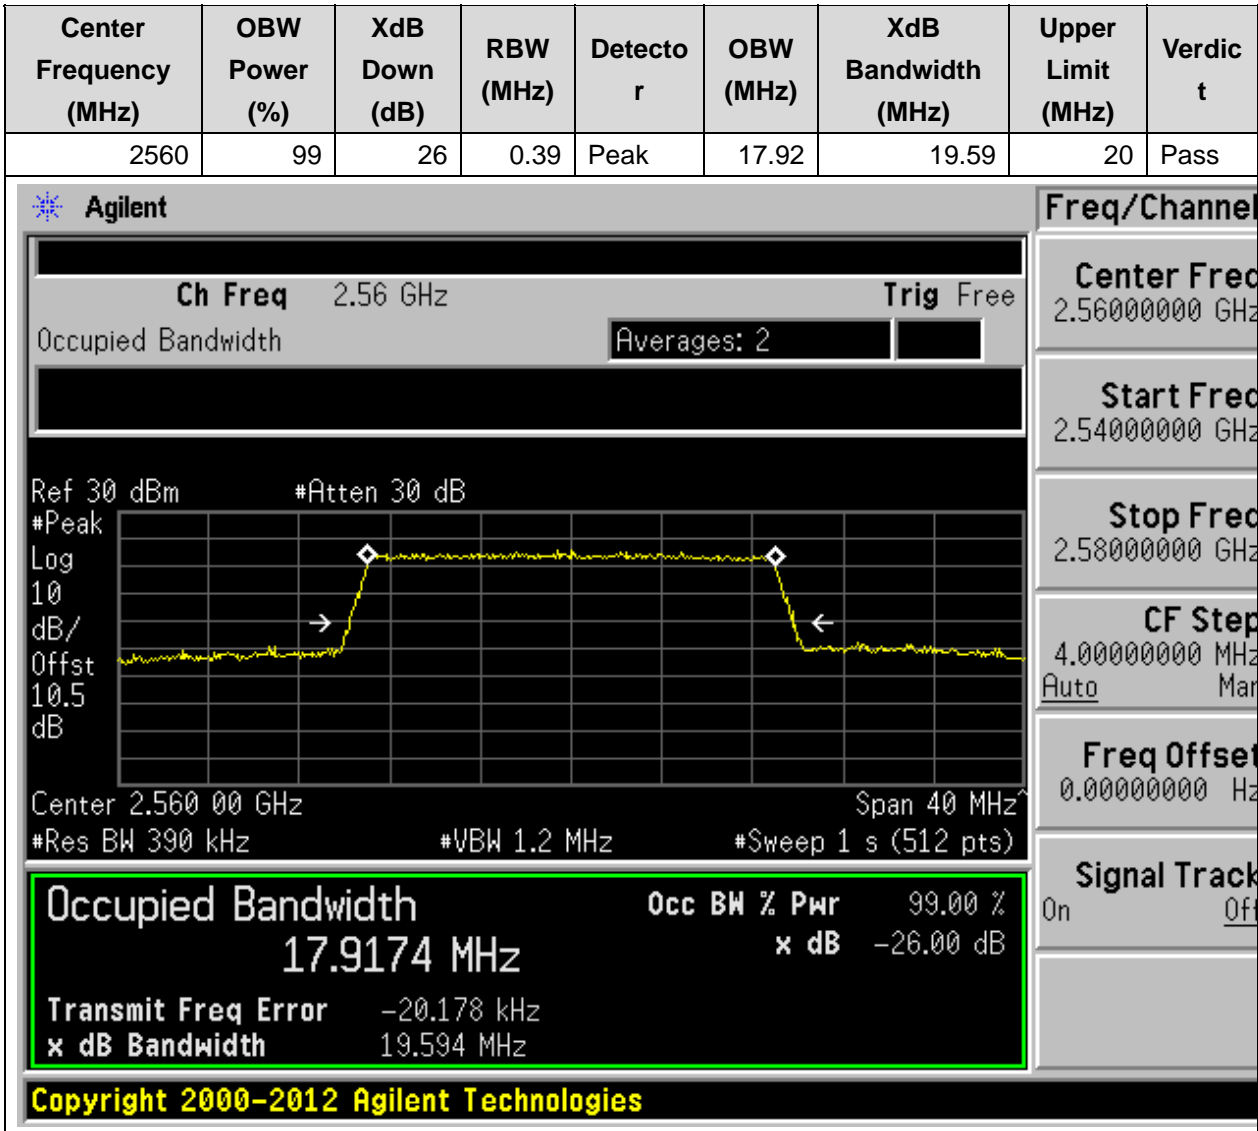 Center Frequency (MHz) OBW Power (%) XdB Down (dB) RBW (MHz) Detecto r OBW (MHz) XdB Bandwidth (MHz) Upper Limit (MHz) Verdic t
2560 99 26 0.39 Peak 17.92 19.59 20 Pass
Agilent
Freq/Channel
Ch Freq 2.56 GHz Trig Free
Occupied Bandwidth Averages: 2
Ref 30 dBm #Atten 30 dB
#Peak
Log
10
dB/
Offst
10.5
dB
Center 2.560 00 GHz Span 40 MHz^
#Res BW 390 kHz #VBW 1.2 MHz #Sweep 1 s (512 pts)
Occupied Bandwidth Occ BW % Pwr 99.00 %
17.9174 MHz x dB -26.00 dB
Transmit Freq Error -20.178 kHz
x dB Bandwidth 19.594 MHz
Center Freq
2.56000000 GHz
Start Freq
2.54000000 GHz
Stop Freq
2.58000000 GHz
CF Step
4.00000000 MHz
Auto Man
Freq Offset
0.00000000 Hz
Signal Track
On Off
Copyright 2000-2012 Agilent Technologies